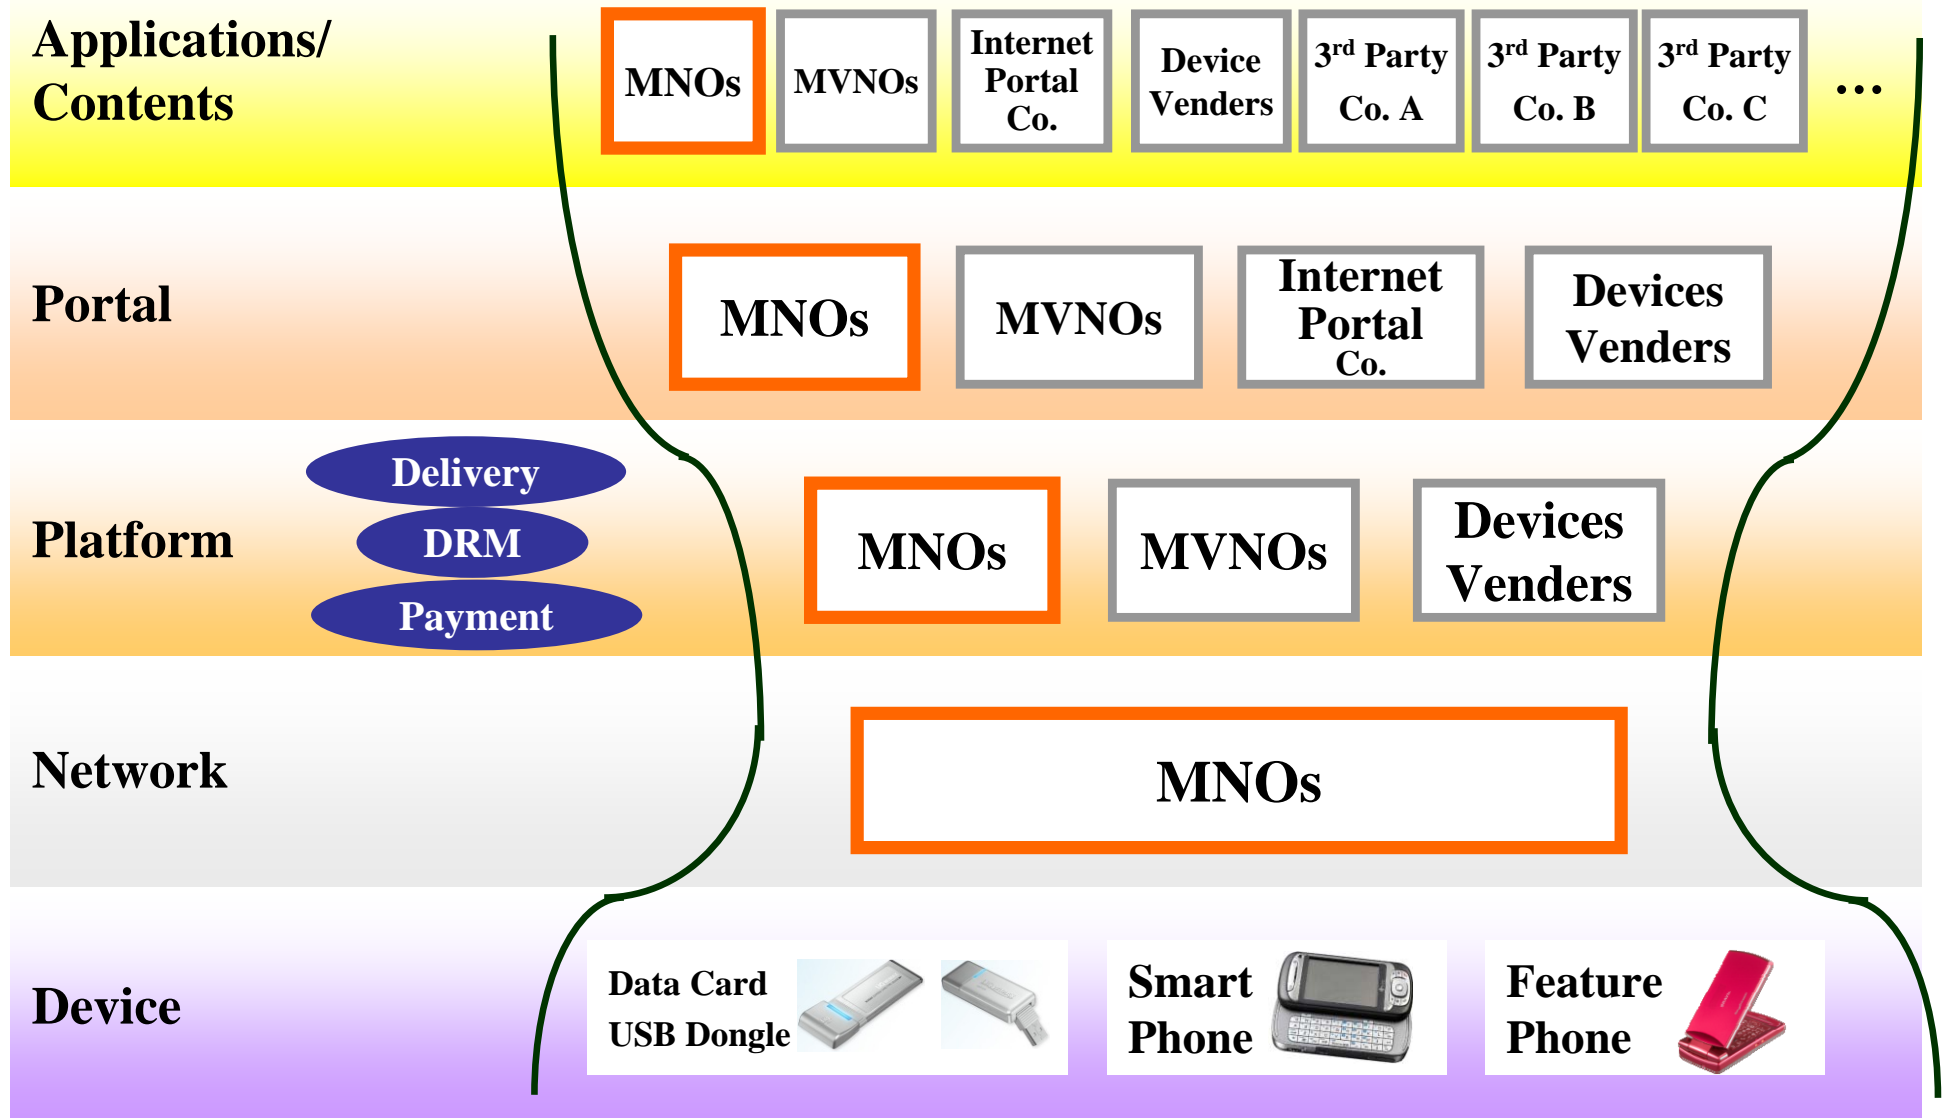 Applications/
Contents
MNOs
MVNOs
Internet
Portal
Co.
Device
Venders
3rd Party
Co. A
3rd Party
Co. B
3rd Party
Co. C
...
Portal
MNOs
MVNOs
Internet
Portal
Co.
Devices
Venders
Platform
Delivery
DRM
Payment
MNOs
MVNOs
Devices
Venders
Network
MNOs
Device
Data Card
USB Dongle
Smart
Phone
Feature
Phone